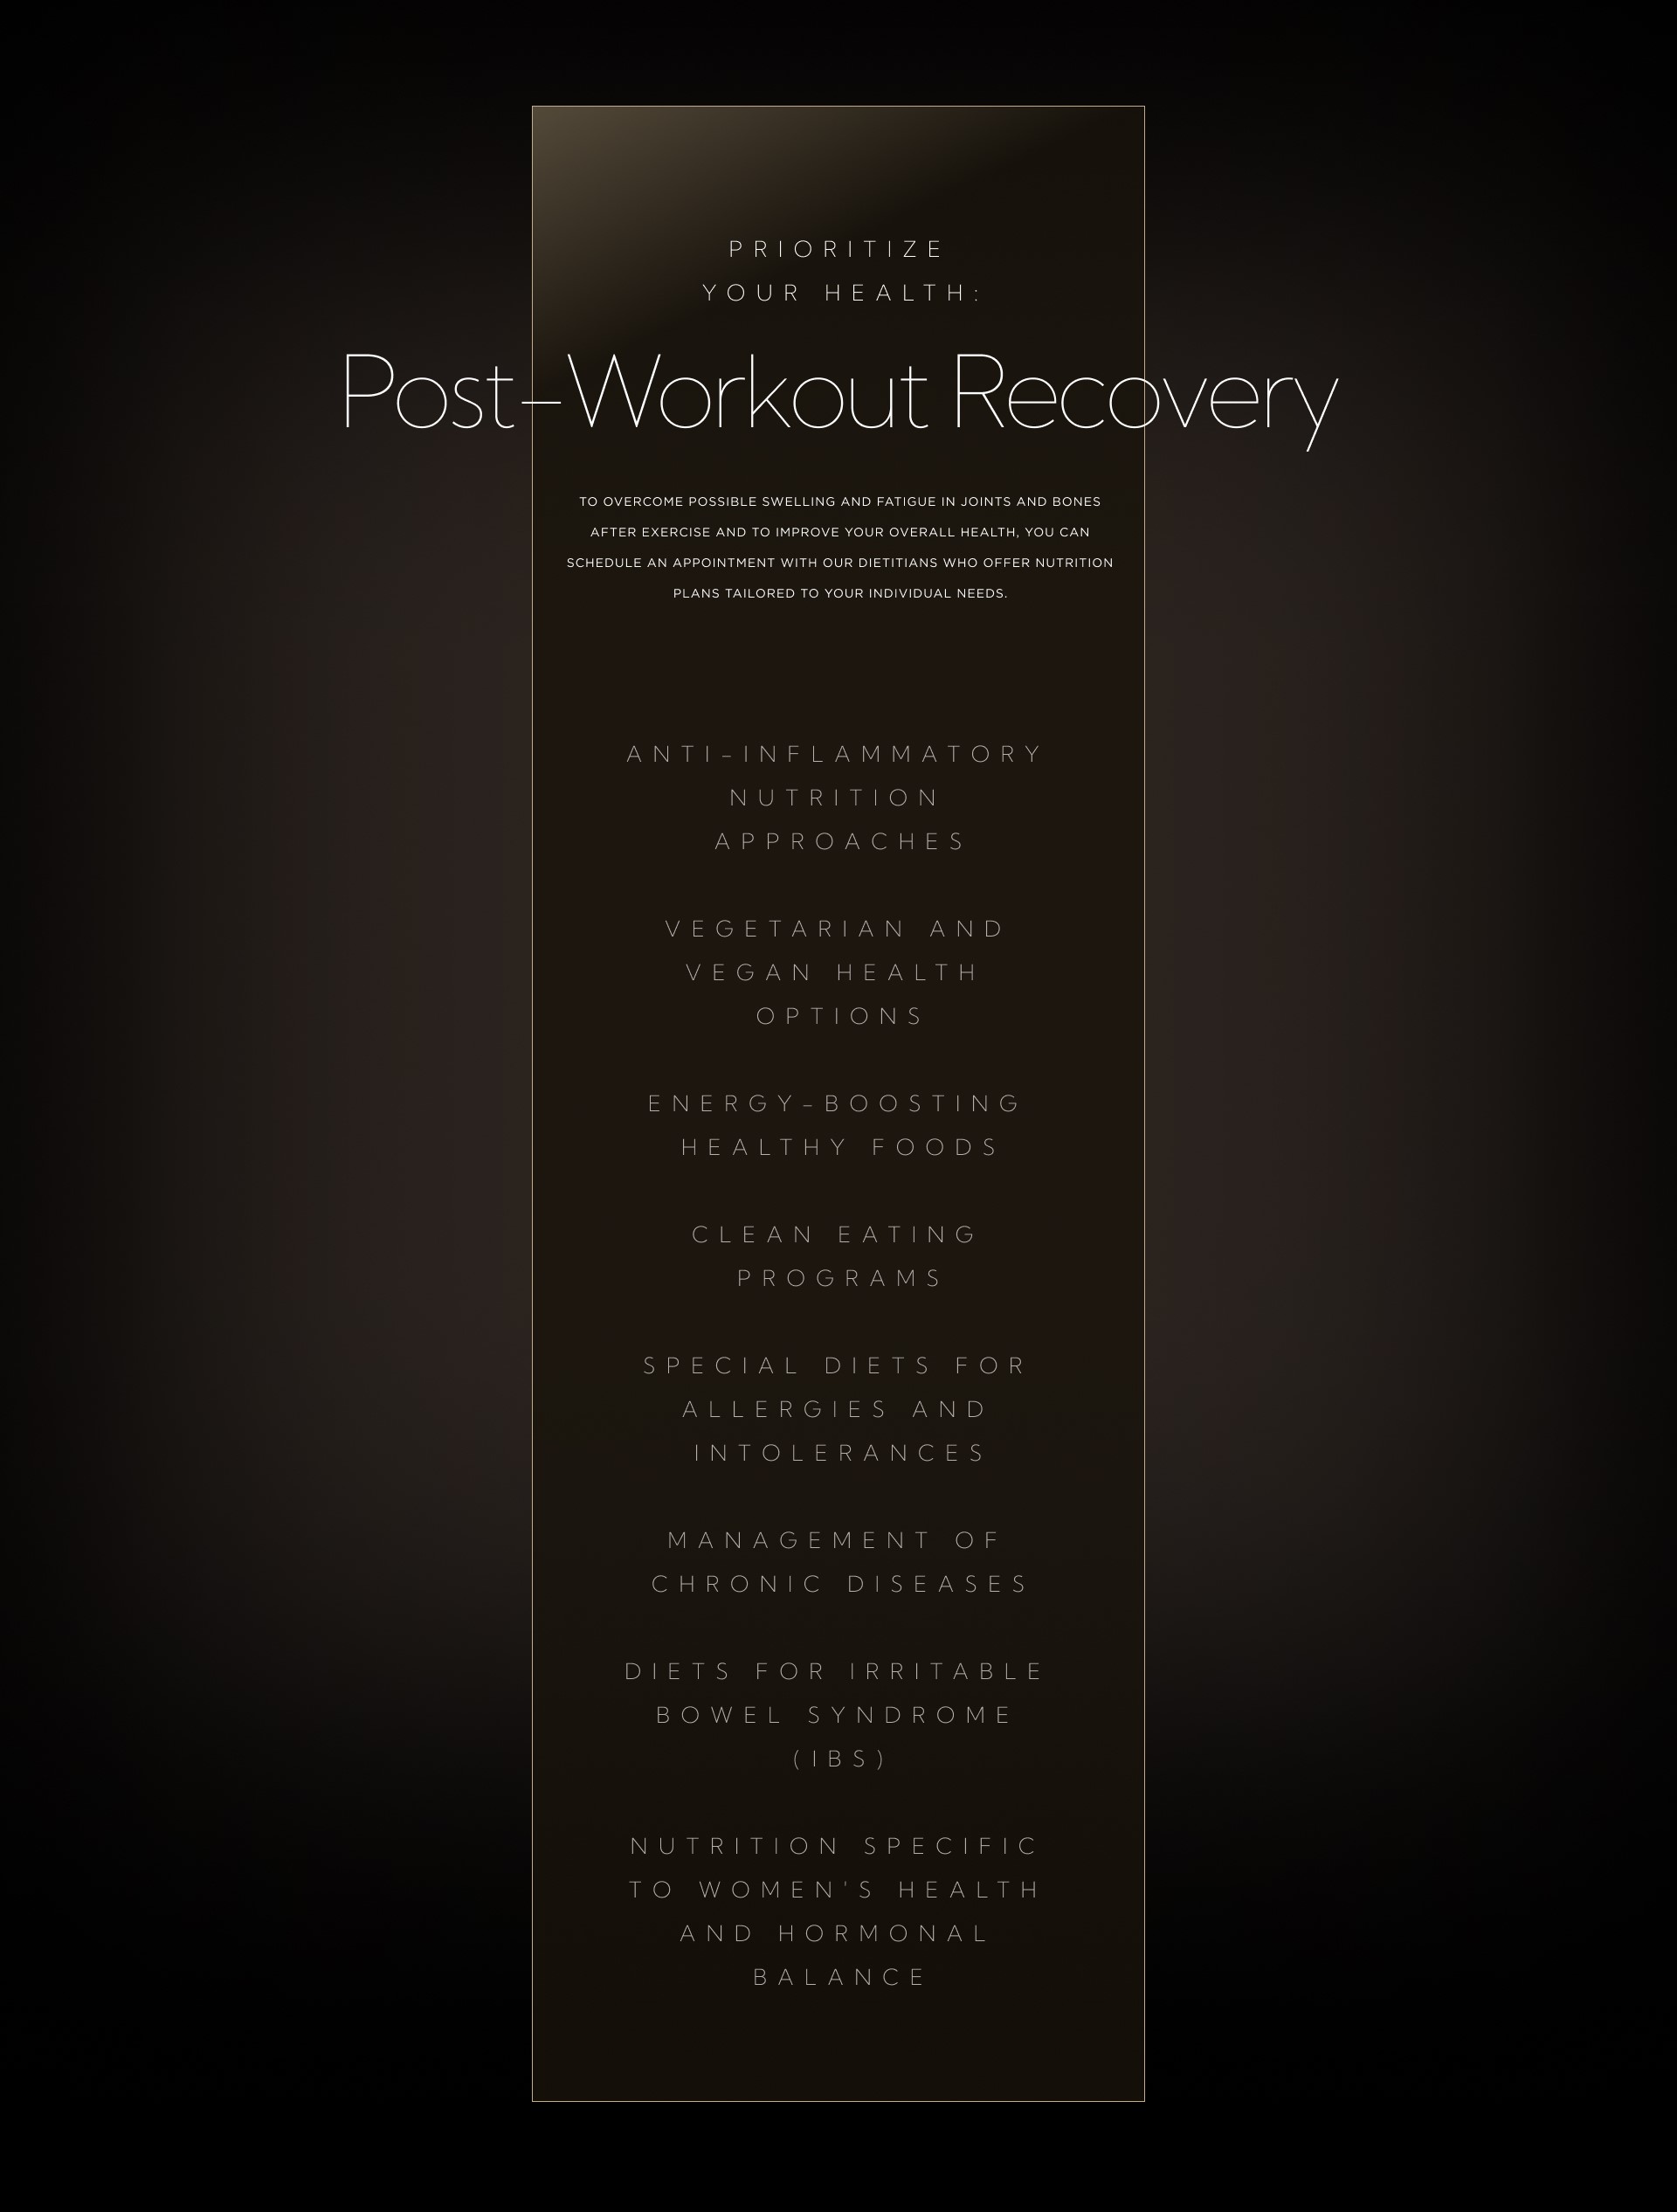 PRIORITIZE
YOUR HEALTH:
Post-Workout Recovery
TO OVERCOME POSSIBLE SWELLING AND FATIGUE IN JOINTS AND BONES
AFTER EXERCISE AND TO IMPROVE YOUR OVERALL HEALTH, YOU CAN
SCHEDULE AN APPOINTMENT WITH OUR DIETITIANS WHO OFFER NUTRITION
PLANS TAILORED TO YOUR INDIVIDUAL NEEDS.
ANTI-INFLAMMATORY
NUTRITION
APPROACHES
VEGETARIAN AND
VEGAN HEALTH
OPTIONS
ENERGY-BOOSTING
HEALTHY FOODS
CLEAN EATING
PROGRAMS
SPECIAL DIETS FOR
ALLERGIES AND
INTOLERANCES
MANAGEMENT OF
CHRONIC DISEASES
DIETS FOR IRRITABLE
BOWEL SYNDROME
(IBS)
NUTRITION SPECIFIC
TO WOMEN'S HEALTH
AND HORMONAL
BALANCE